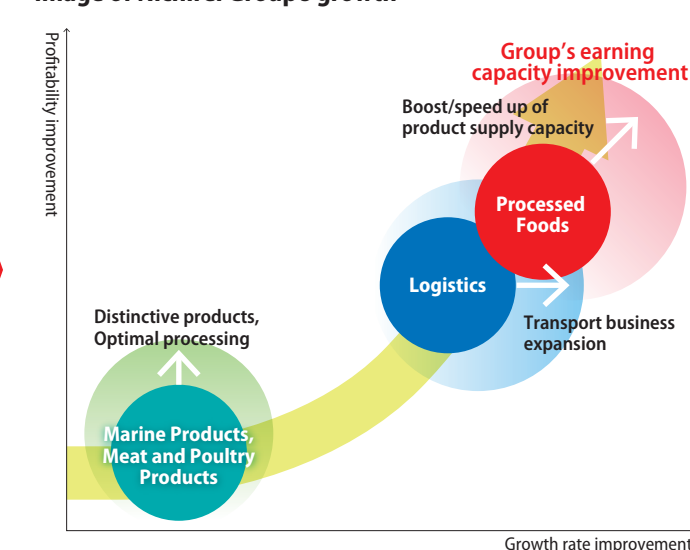 Profitability improvement
Group's earning
capacity improvement
Boost/speed up of
product supply capacity
Processed
Foods
Logistics
Transport business
expansion
Distinctive products,
Optimal processing
Marine Products,
Meat and Poultry
Products
Growth rate improvement